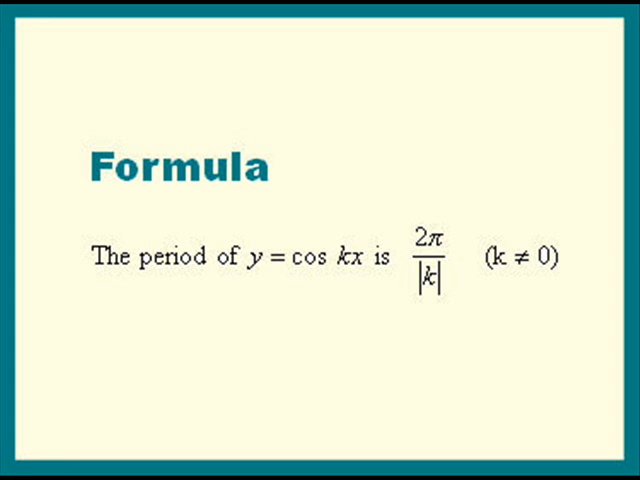 Formula
The period of y = cos kx is 2π/|k| (k ≠ 0)